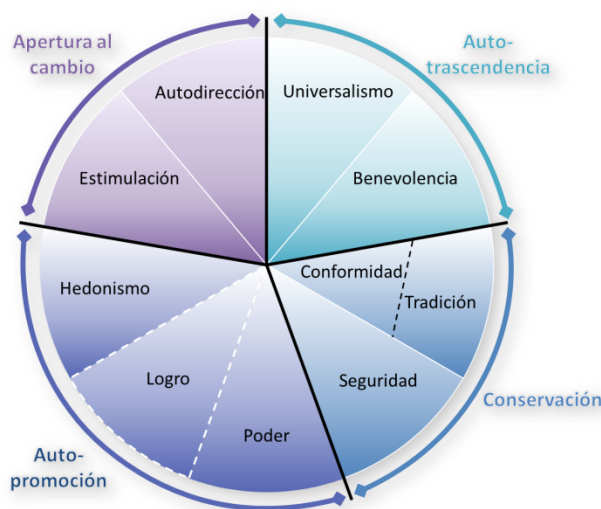 Apertura al
cambio
Auto-
trascendencia
Autodirección
Universalismo
Estimulación
Benevolencia
Hedonismo
Conformidad
Tradición
Logro
Seguridad
Poder
Conservación
Auto-
promoción